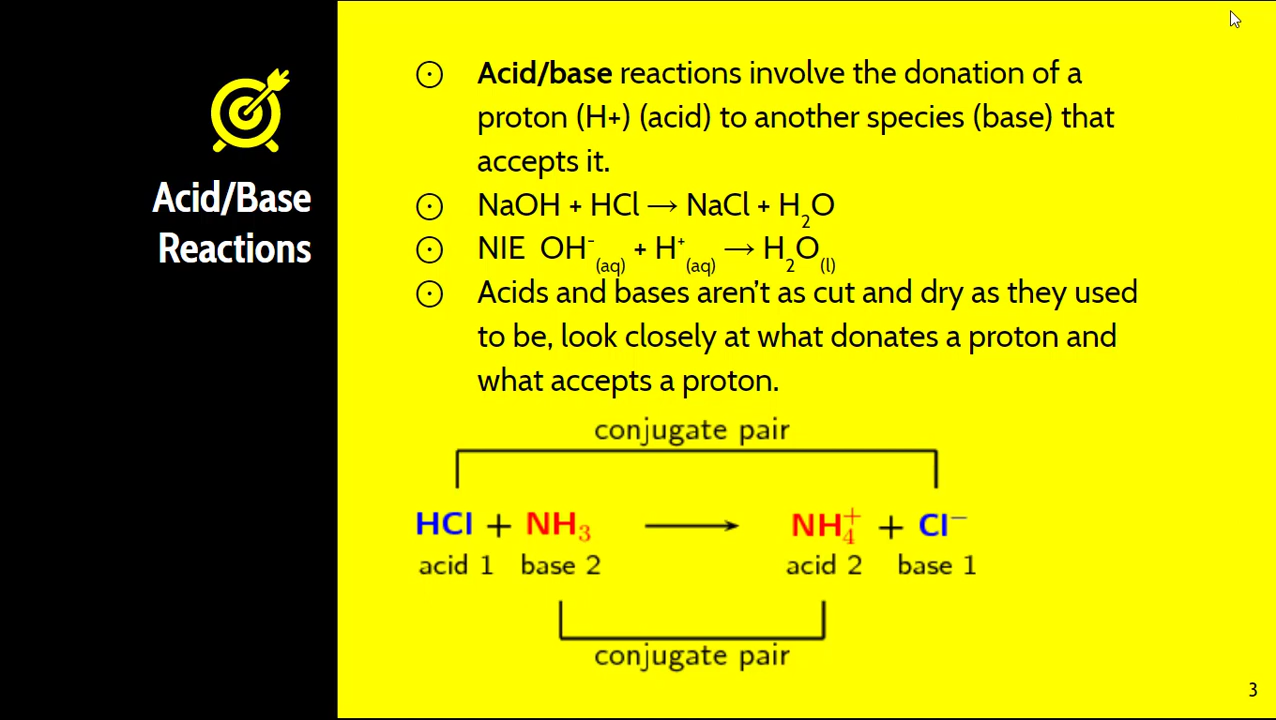 Acid/Base
Reactions
⊙ Acid/base reactions involve the donation of a
proton (H+) (acid) to another species (base) that
accepts it.
⊙ NaOH + HCl → NaCl + H₂O
⊙ NIE OH⁻(aq) + H⁺(aq) → H₂O(l)
⊙ Acids and bases aren't as cut and dry as they used
to be, look closely at what donates a proton and
what accepts a proton.
conjugate pair
HCl + NH₃ → NH₄⁺ + Cl⁻
acid 1 base 2 acid 2 base 1
conjugate pair
3